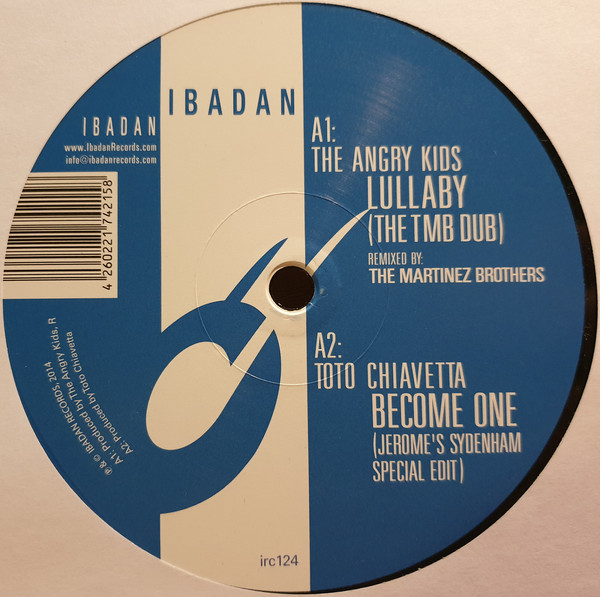 IBADAN
IBADAN
www.IbadanRecords.com
info@ibadanrecords.com
4 260221 742158
A1:
THE ANGRY KIDS
LULLABY
(THE TMB DUB)
REMIXED BY:
THE MARTINEZ BROTHERS
A2:
TOTO CHIAVETTA
BECOME ONE
(JEROME'S SYDENHAM
SPECIAL EDIT)
℗ & © IBADAN RECORDS, 2014
A1: Produced by The Angry Kids, R
A2: Produced by Toto Chiavetta
irc124